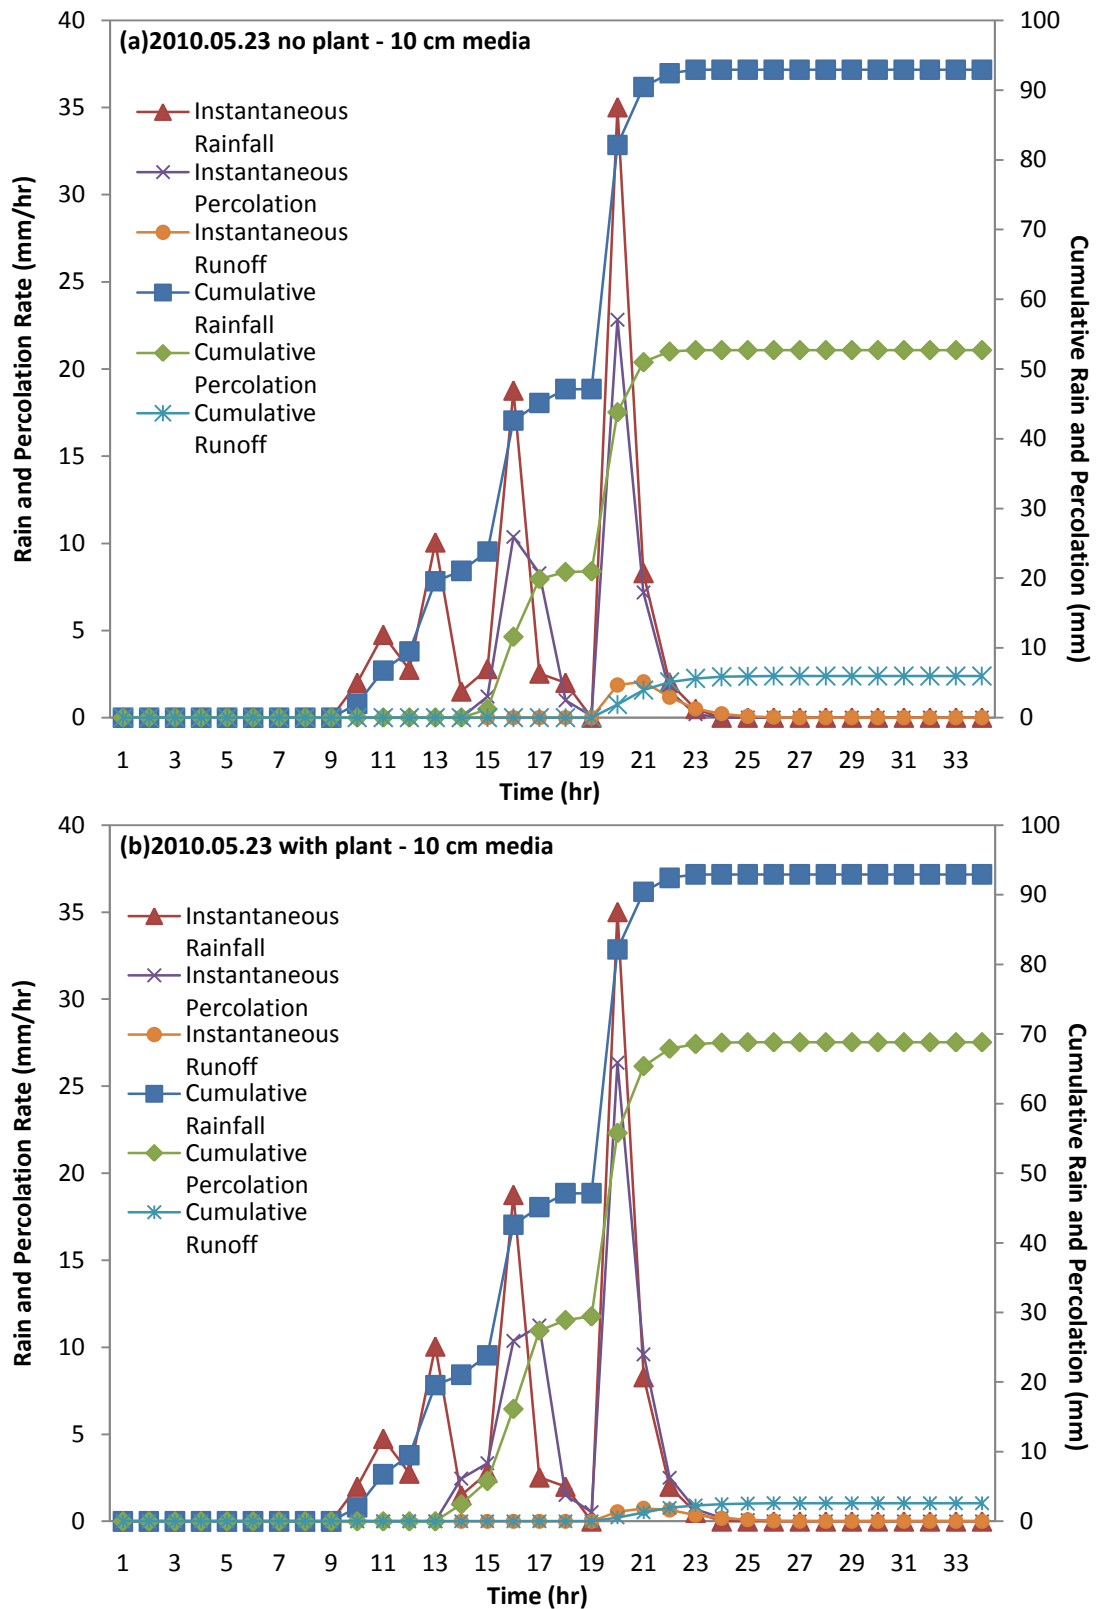 (a)2010.05.23 no plant - 10 cm media
Instantaneous
Rainfall
Instantaneous
Percolation
Instantaneous
Runoff
Cumulative
Rainfall
Cumulative
Percolation
Cumulative
Runoff
Rain and Percolation Rate (mm/hr)
40
35
30
25
20
15
10
5
0
Cumulative Rain and Percolation (mm)
100
90
80
70
60
50
40
30
20
10
0
1 3 5 7 9 11 13 15 17 19 21 23 25 27 29 31 33
Time (hr)
(b)2010.05.23 with plant - 10 cm media
Instantaneous
Rainfall
Instantaneous
Percolation
Instantaneous
Runoff
Cumulative
Rainfall
Cumulative
Percolation
Cumulative
Runoff
Rain and Percolation Rate (mm/hr)
40
35
30
25
20
15
10
5
0
Cumulative Rain and Percolation (mm)
100
90
80
70
60
50
40
30
20
10
0
1 3 5 7 9 11 13 15 17 19 21 23 25 27 29 31 33
Time (hr)